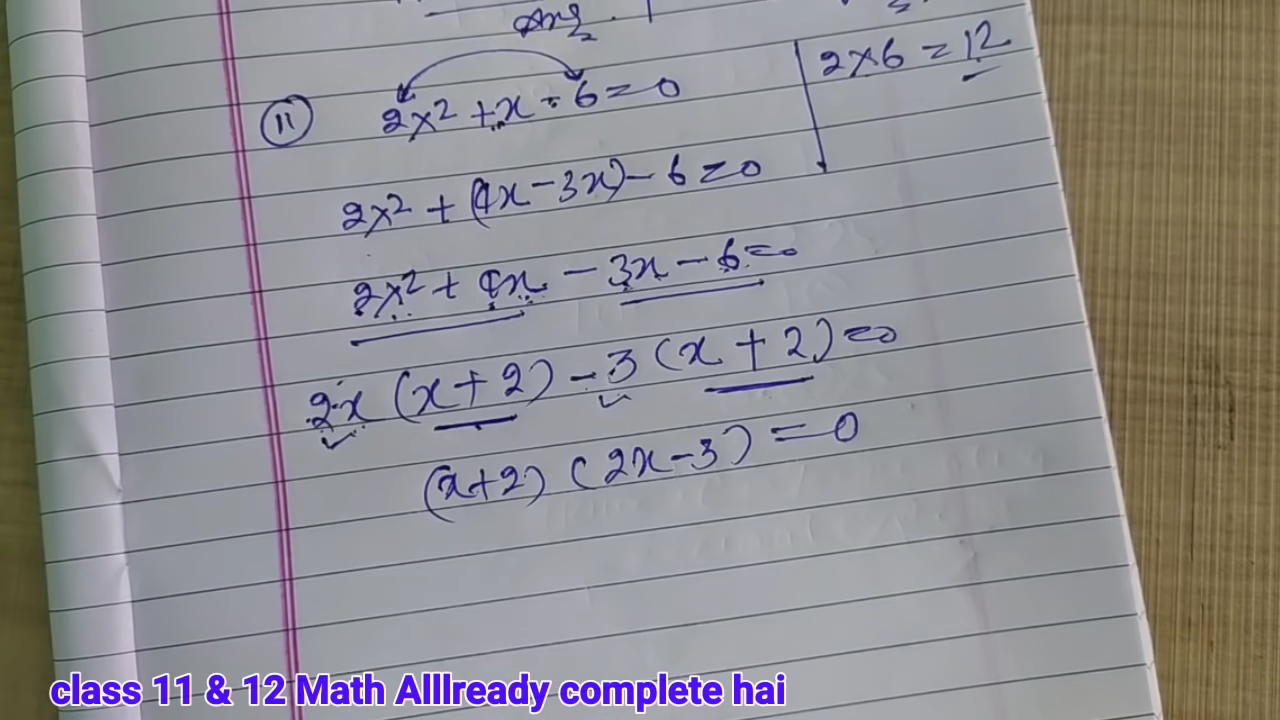 Ans
(11) 2x² + x - 6 = 0
2×6 = 12
2x² + (4x - 3x) - 6 = 0
2x² + 4x - 3x - 6 = 0
2x (x + 2) - 3 (x + 2) = 0
(x+2) (2x-3) = 0
class 11 & 12 Math Alllready complete hai